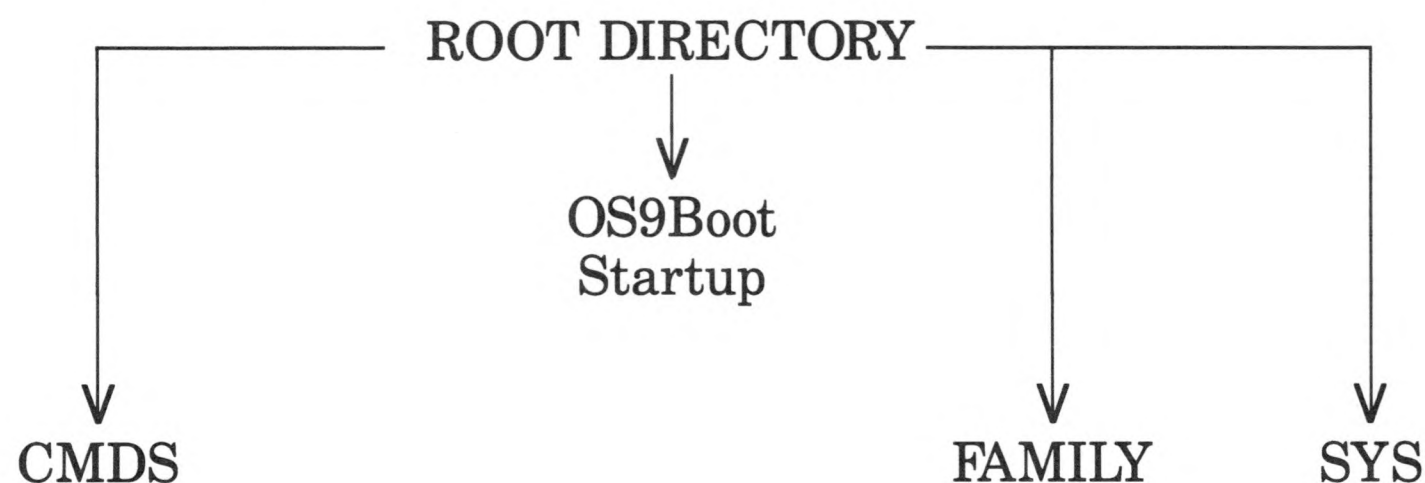 ROOT DIRECTORY
OS9Boot
Startup
CMDS
FAMILY
SYS